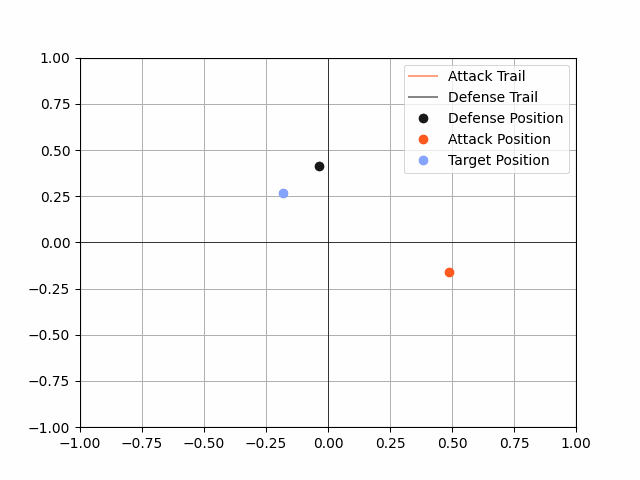 1.00
0.75
0.50
0.25
0.00
−0.25
−0.50
−0.75
−1.00
−1.00 −0.75 −0.50 −0.25 0.00 0.25 0.50 0.75 1.00
Attack Trail
Defense Trail
Defense Position
Attack Position
Target Position